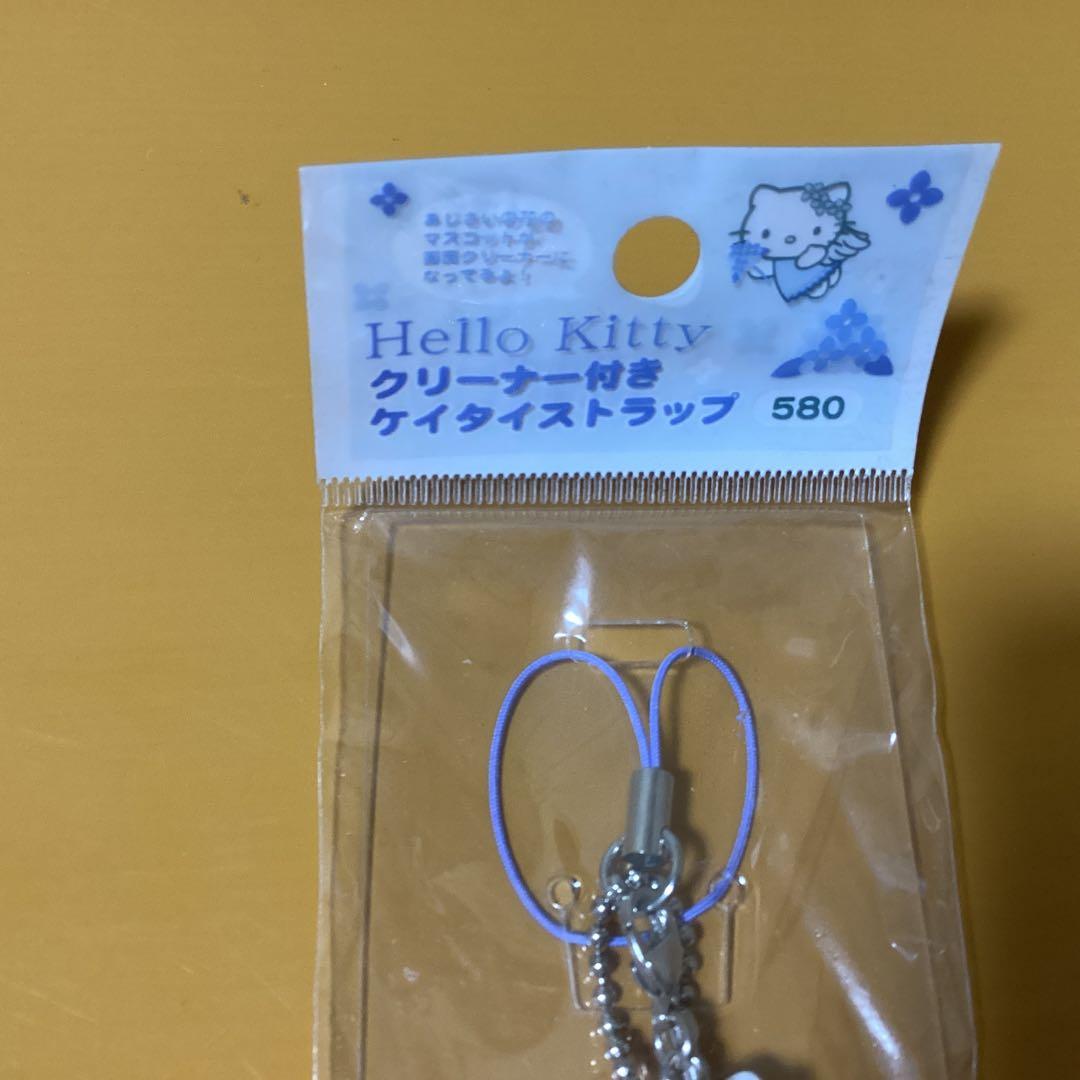 あじさいの花の
マスコットが、
画面クリーナーに
なってるよ！
Hello Kitty
クリーナー付き
ケイタイストラップ 580